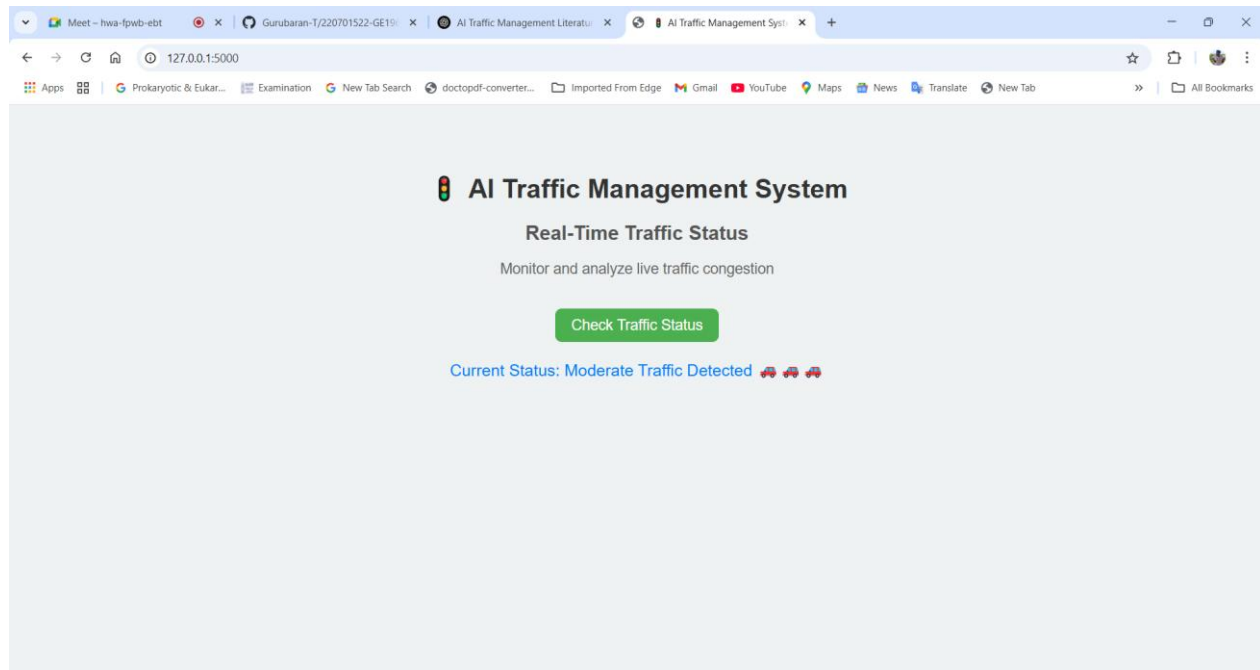 Meet – hwa-fpwb-ebt
Gurubaran-T/220701522-GE19
AI Traffic Management Literatur
AI Traffic Management Syst
127.0.0.1:5000
Apps
Prokaryotic & Eukar...
Examination
New Tab Search
doctopdf-converter...
Imported From Edge
Gmail
YouTube
Maps
News
Translate
New Tab
»
All Bookmarks
AI Traffic Management System
Real-Time Traffic Status
Monitor and analyze live traffic congestion
Check Traffic Status
Current Status: Moderate Traffic Detected